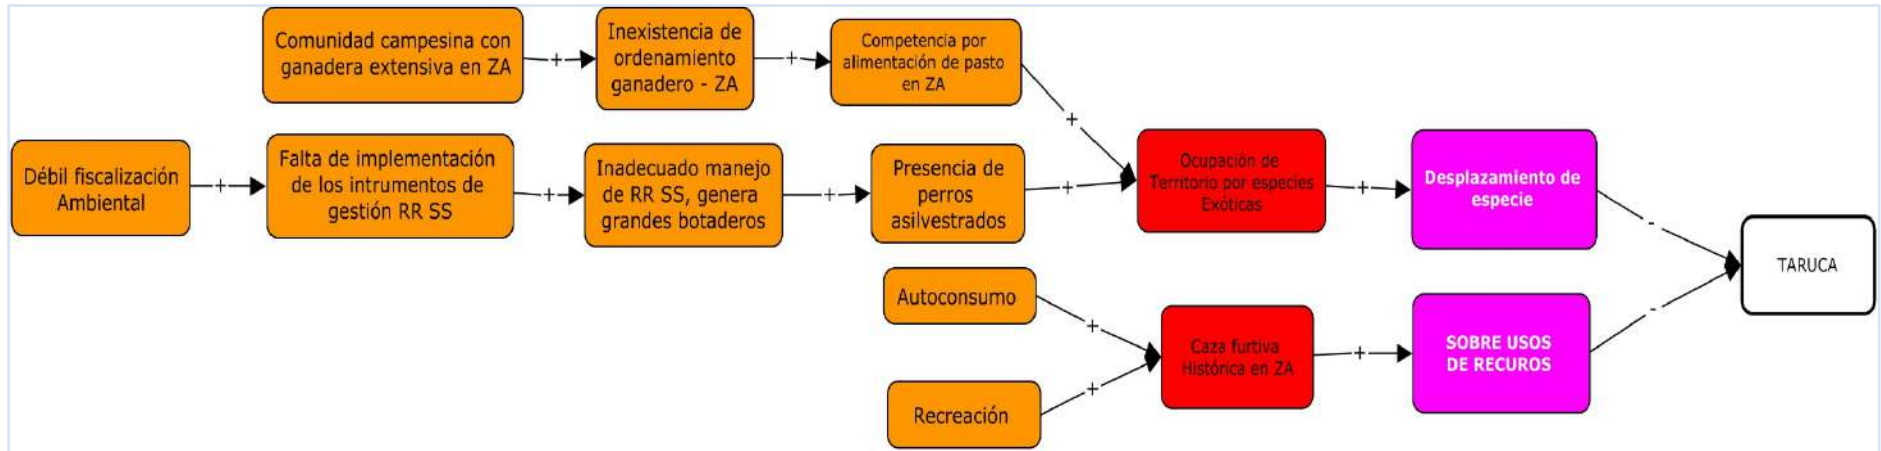 Comunidad campesina con
ganadera extensiva en ZA
+
Inexistencia de
ordenamiento
ganadero - ZA
+
Competencia por
alimentación de pasto
en ZA
+
Débil fiscalización
Ambiental
+
Falta de implementación
de los intrumentos de
gestión RR SS
+
Inadecuado manejo
de RR SS, genera
grandes botaderos
+
Presencia de
perros
asilvestrados
+
Ocupación de
Territorio por especies
Exóticas
+
Desplazamiento de
especie
-
TARUCA
Autoconsumo
+
Recreación
+
Caza furtiva
Histórica en ZA
+
SOBRE USOS
DE RECUROS
-